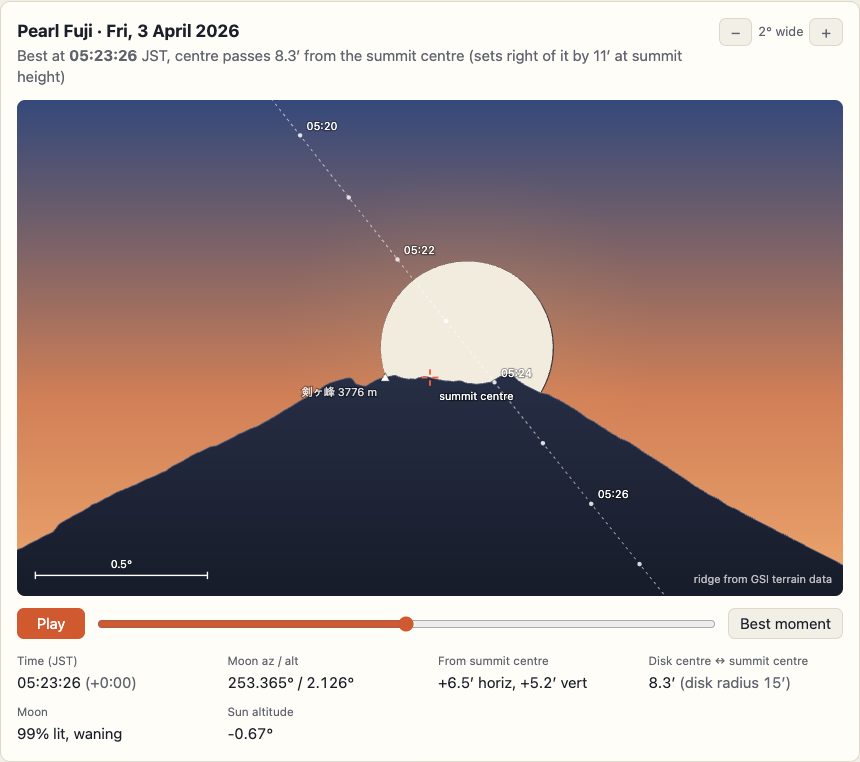 Pearl Fuji · Fri, 3 April 2026
− 2° wide +
Best at 05:23:26 JST, centre passes 8.3′ from the summit centre (sets right of it by 11′ at summit
height)
05:20
05:22
05:24
剣ヶ峰 3776 m
summit centre
05:26
0.5°
ridge from GSI terrain data
Play
Best moment
Time (JST)
Moon az / alt
From summit centre
Disk centre ↔ summit centre
05:23:26 (+0:00)
253.365° / 2.126°
+6.5′ horiz, +5.2′ vert
8.3′ (disk radius 15′)
Moon
Sun altitude
99% lit, waning
-0.67°